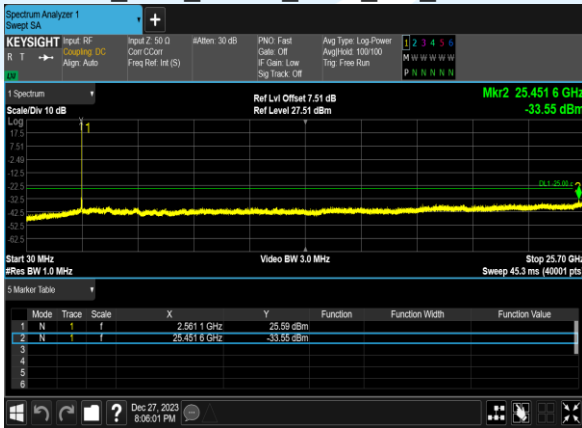 Spectrum Analyzer 1
Swept SA
+
KEYSIGHT Input: RF Input Z: 50 Ω #Atten: 30 dB PNO: Fast Avg Type: Log-Power 1 2 3 4 5 6
R T Coupling: DC Corr CCorr Gate: Off Avg|Hold: 100/100 M W W W W W
Align: Auto Freq Ref: Int (S) IF Gain: Low Trig: Free Run
Sig Track: Off P N N N N N
1 Spectrum
Ref Lvl Offset 7.51 dB Mkr2 25.451 6 GHz
Scale/Div 10 dB Ref Level 27.51 dBm -33.55 dBm
Log
1
17.5
7.51
-2.49
-12.5
-22.5
DL1 -25.00
2
-32.5
-42.5
-52.5
-62.5
Start 30 MHz Video BW 3.0 MHz Stop 25.70 GHz
#Res BW 1.0 MHz Sweep 45.3 ms (40001 pts)
5 Marker Table
Mode Trace Scale X Y Function Function Width Function Value
1 N 1 f 2.561 1 GHz 25.59 dBm
2 N 1 f 25.451 6 GHz -33.55 dBm
3
4
5
6
? Dec 27, 2023
8:06:01 PM